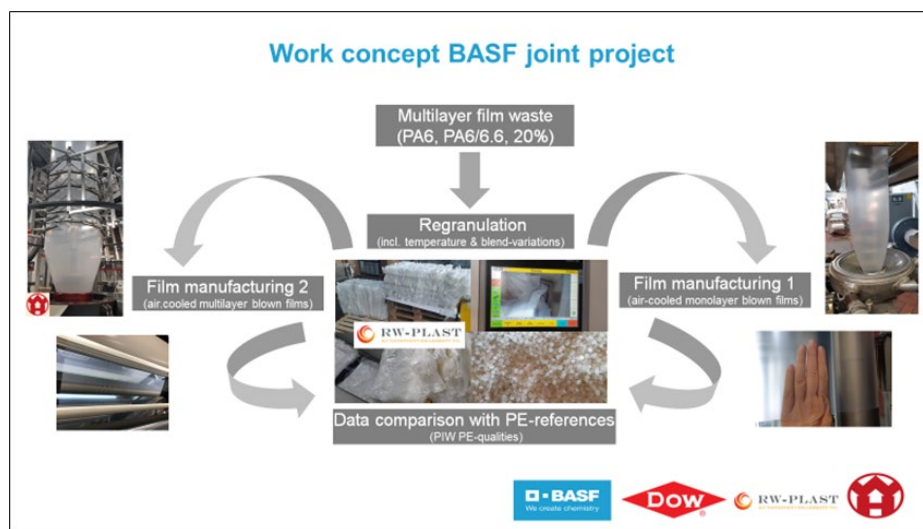 Work concept BASF joint project
Multilayer film waste
(PA6, PA6/6.6, 20%)
Regranulation
(incl. temperature & blend-variations)
Film manufacturing 2
(air.cooled multilayer blown films)
Film manufacturing 1
(air-cooled monolayer blown films)
RW-PLAST
Data comparison with PE-references
(PIW PE-qualities)
BASF
We create chemistry
DOW
RW-PLAST